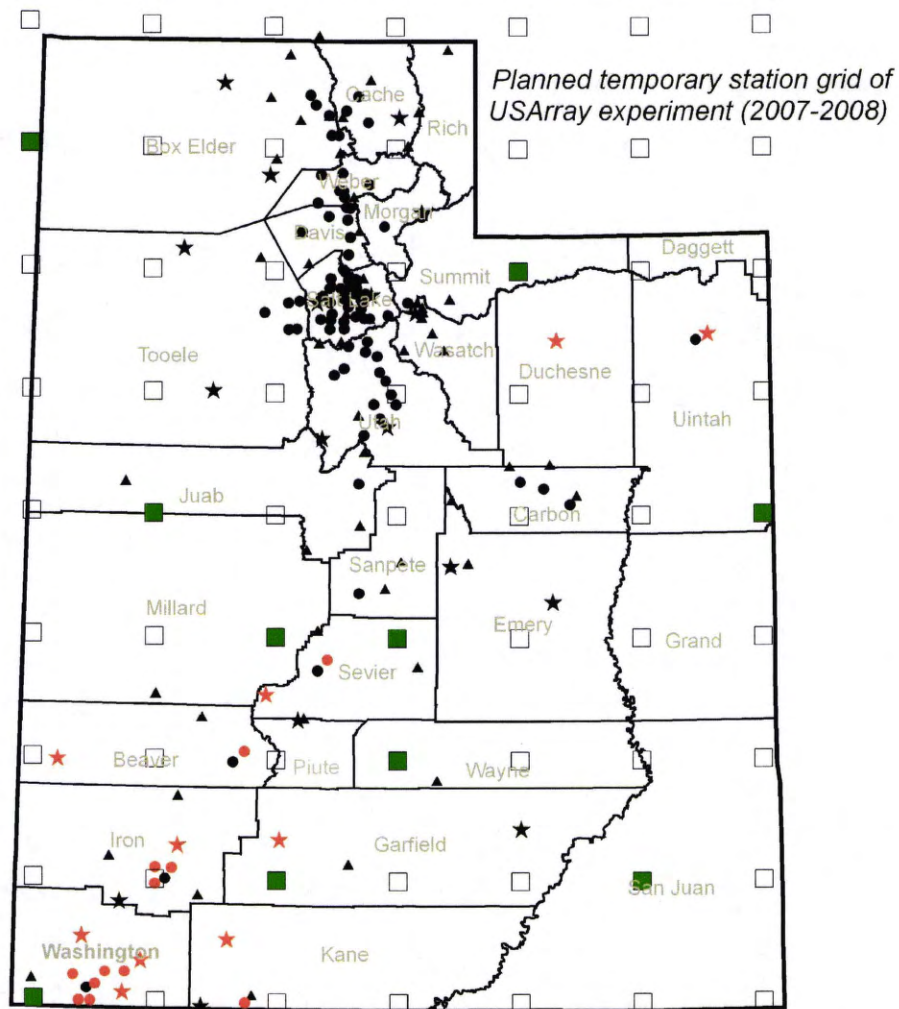 Planned temporary station grid of
USArray experiment (2007-2008)
Cache
Rich
Box Elder
Weber
Morgan
Davis
Daggett
Summit
Salt Lake
Tooele
Wasatch
Duchesne
Uintah
Utah
Juab
Carbon
Sanpete
Millard
Emery
Grand
Sevier
Beaver
Piute
Wayne
Iron
Garfield
San Juan
Washington
Kane